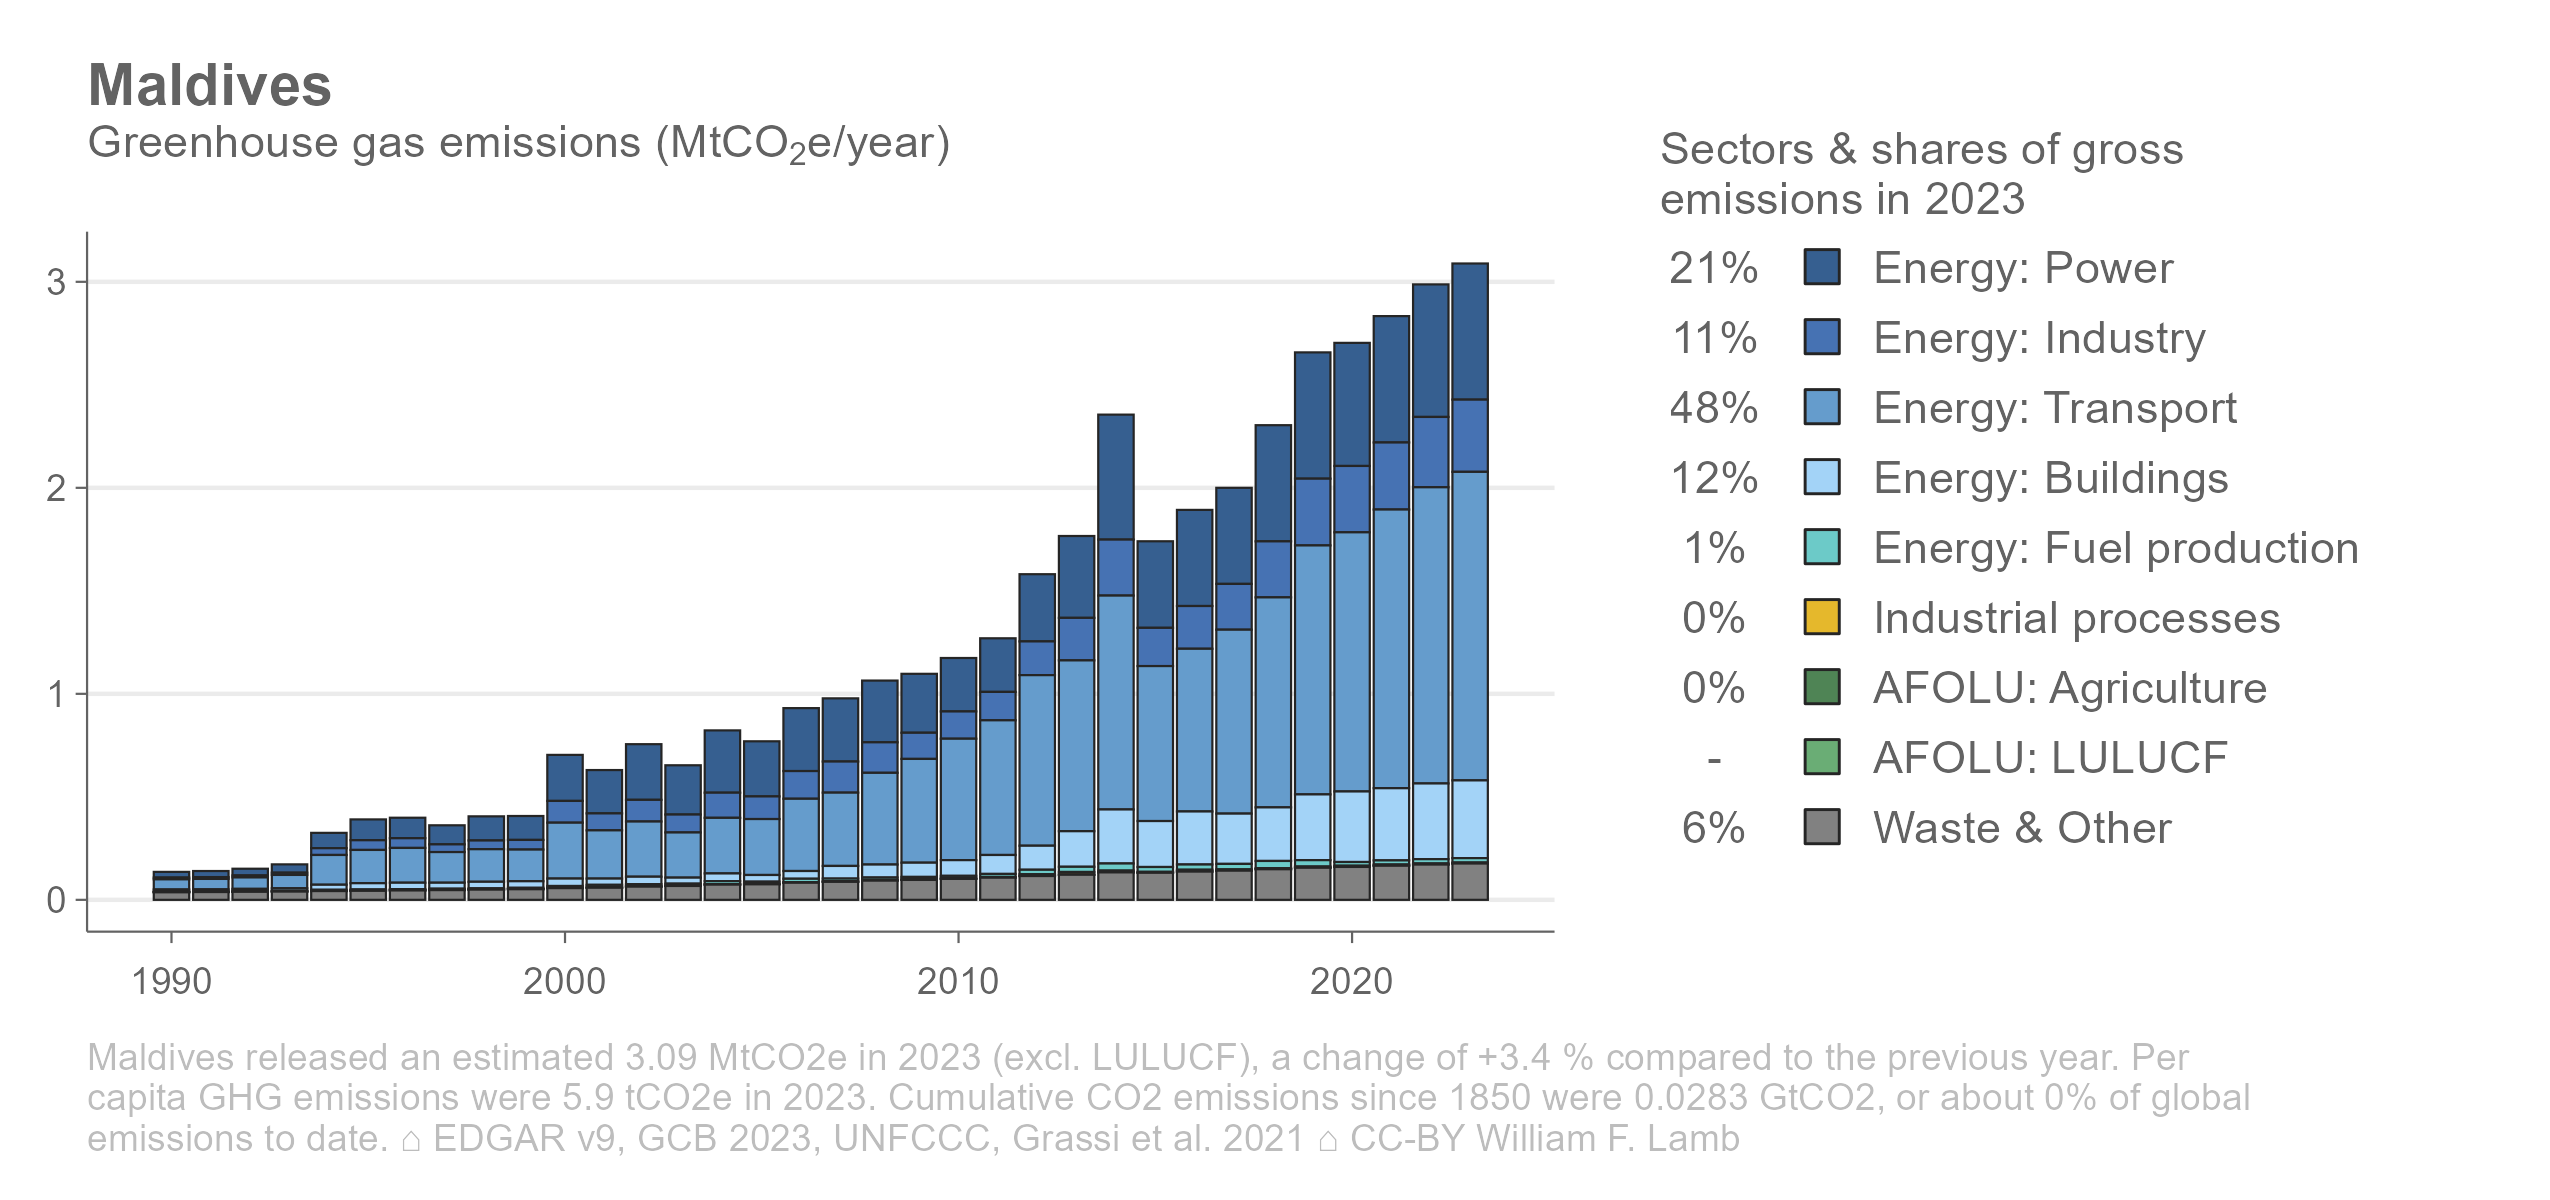 Maldives
Greenhouse gas emissions (MtCO₂e/year)
Sectors & shares of gross
emissions in 2023
21% Energy: Power
11% Energy: Industry
48% Energy: Transport
12% Energy: Buildings
1% Energy: Fuel production
0% Industrial processes
0% AFOLU: Agriculture
- AFOLU: LULUCF
6% Waste & Other
3
2
1
0
1990 2000 2010 2020
Maldives released an estimated 3.09 MtCO2e in 2023 (excl. LULUCF), a change of +3.4 % compared to the previous year. Per
capita GHG emissions were 5.9 tCO2e in 2023. Cumulative CO2 emissions since 1850 were 0.0283 GtCO2, or about 0% of global
emissions to date. ⌂ EDGAR v9, GCB 2023, UNFCCC, Grassi et al. 2021 ⌂ CC-BY William F. Lamb